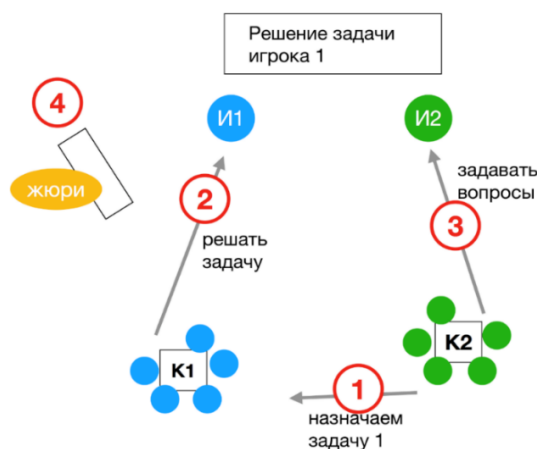 Решение задачи
игрока 1
4
И1
И2
жюри
2
решать
задачу
задавать
вопросы
3
К1
К2
1
назначаем
задачу 1